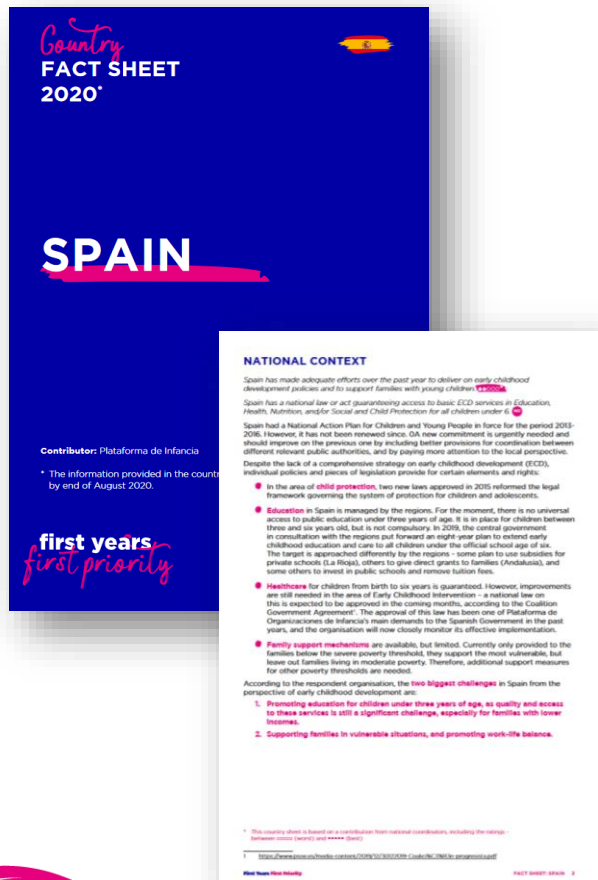 Country
FACT SHEET
2020*
SPAIN
Contributor: Plataforma de Infancia
* The information provided in the countr
by end of August 2020.
first years
first priority
NATIONAL CONTEXT
Spain has made adequate efforts over the past year to deliver on early childhood
development policies and to support families with young children.
Spain has a national law or act guaranteeing access to basic ECD services in Education,
Health, Nutrition, and/or Social and Child Protection for all children under 6.
Spain had a National Action Plan for Children and Young People in force for the period 2013-
2016. However, it has not been renewed since. 0A new commitment is urgently needed and
should improve on the previous one by including better provisions for coordination between
different relevant public authorities, and by paying more attention to the local perspective.
Despite the lack of a comprehensive strategy on early childhood development (ECD),
individual policies and pieces of legislation provide for certain elements and rights:
In the area of child protection, two new laws approved in 2015 reformed the legal
framework governing the system of protection for children and adolescents.
Education in Spain is managed by the regions. For the moment, there is no universal
access to public education under three years of age. It is in place for children between
three and six years old, but is not compulsory. In 2019, the central government
in consultation with the regions put forward an eight-year plan to extend early
childhood education and care to all children under the official school age of six.
The target is approached differently by the regions - some plan to use subsidies for
private schools (La Rioja), others to give direct grants to families (Andalusia), and
some others to invest in public schools and remove tuition fees.
Healthcare for children from birth to six years is guaranteed. However, improvements
are still needed in the area of Early Childhood Intervention – a national law on
this is expected to be approved in the coming months, according to the Coalition
Government Agreement¹. The approval of this law has been one of Plataforma de
Organizaciones de Infancia's main demands to the Spanish Government in the past
years, and the organisation will now closely monitor its effective implementation.
Family support mechanisms are available, but limited. Currently only provided to the
families below the severe poverty threshold, they support the most vulnerable, but
leave out families living in moderate poverty. Therefore, additional support measures
for other poverty thresholds are needed.
According to the respondent organisation, the two biggest challenges in Spain from the
perspective of early childhood development are:
1. Promoting education for children under three years of age, as quality and access
to these services is still a significant challenge, especially for families with lower
incomes.
2. Supporting families in vulnerable situations, and promoting work-life balance.
* This country sheet is based on a contribution from national coordinators, including the ratings -
between (worst) and (best)
1
First Years First Priority
FACT SHEET: SPAIN 2